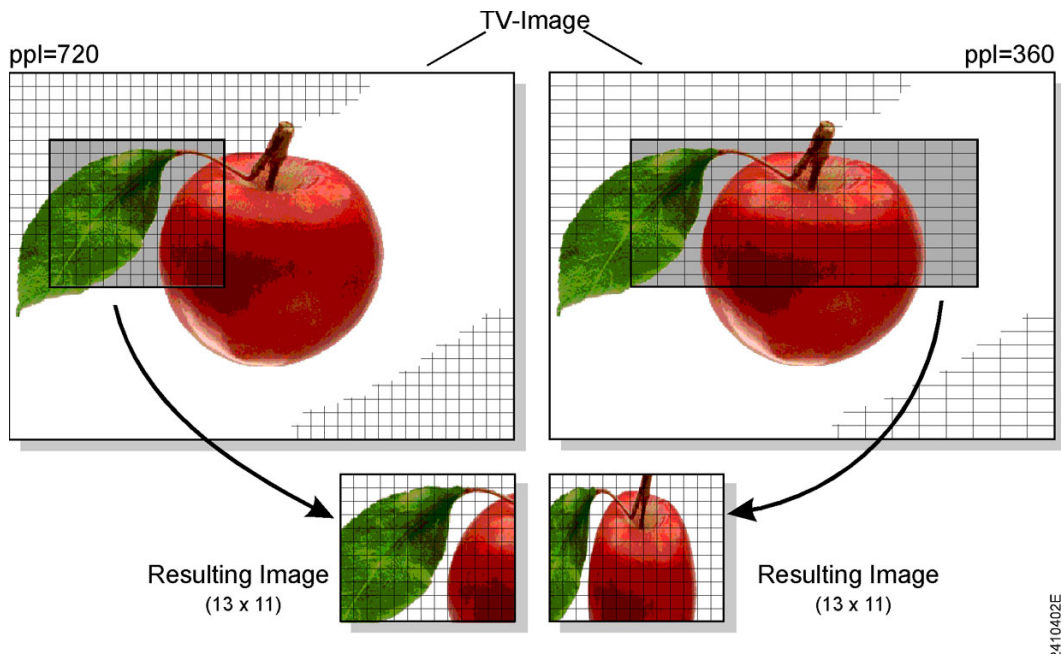 TV-Image
ppl=720
ppl=360
Resulting Image
(13 x 11)
Resulting Image
(13 x 11)